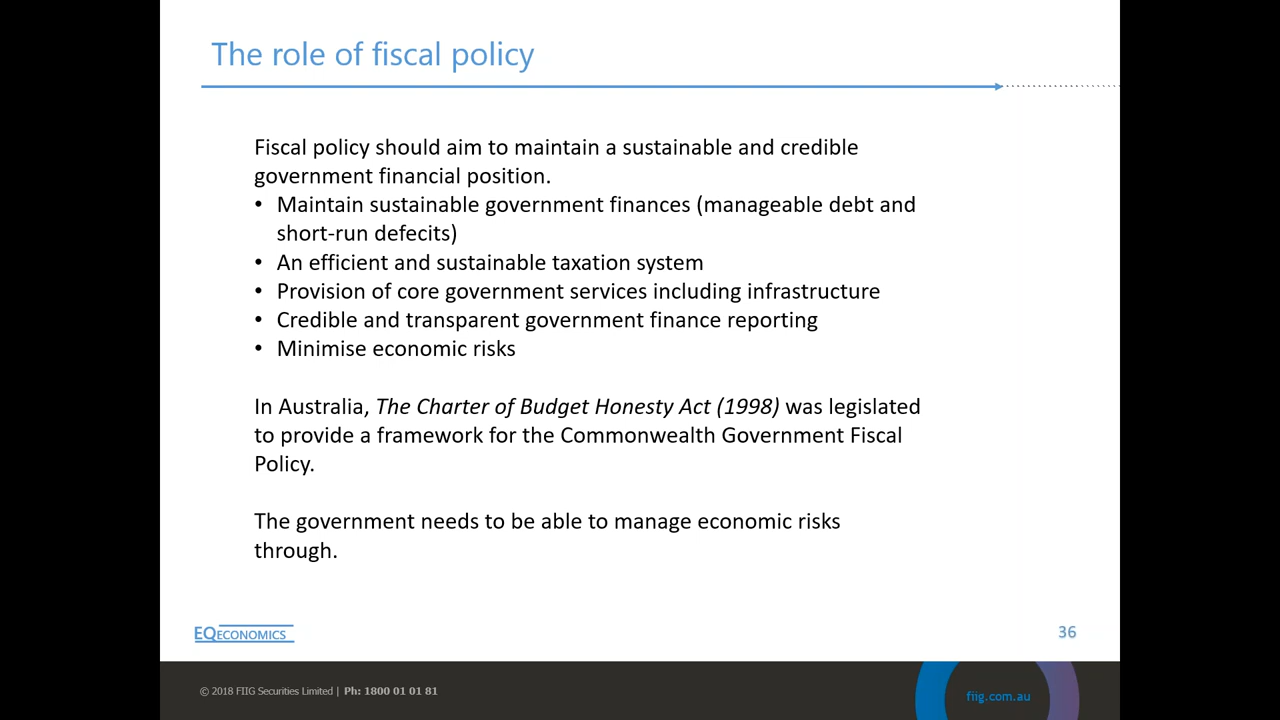 The role of fiscal policy
Fiscal policy should aim to maintain a sustainable and credible
government financial position.
• Maintain sustainable government finances (manageable debt and
short-run defecits)
• An efficient and sustainable taxation system
• Provision of core government services including infrastructure
• Credible and transparent government finance reporting
• Minimise economic risks
In Australia, The Charter of Budget Honesty Act (1998) was legislated
to provide a framework for the Commonwealth Government Fiscal
Policy.
The government needs to be able to manage economic risks
through.
EQECONOMICS
36
© 2018 FIIG Securities Limited | Ph: 1800 01 01 81
fiig.com.au